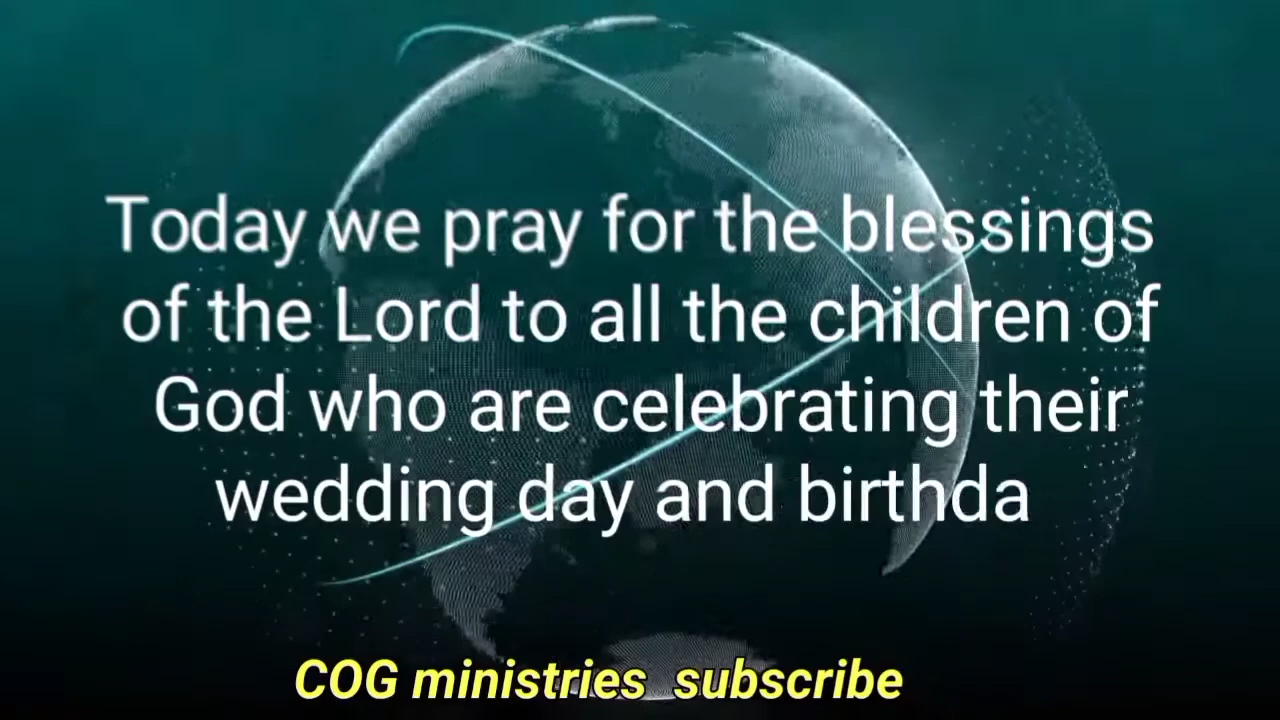 Today we pray for the blessings
of the Lord to all the children of
God who are celebrating their
wedding day and birthda
COG ministries subscribe